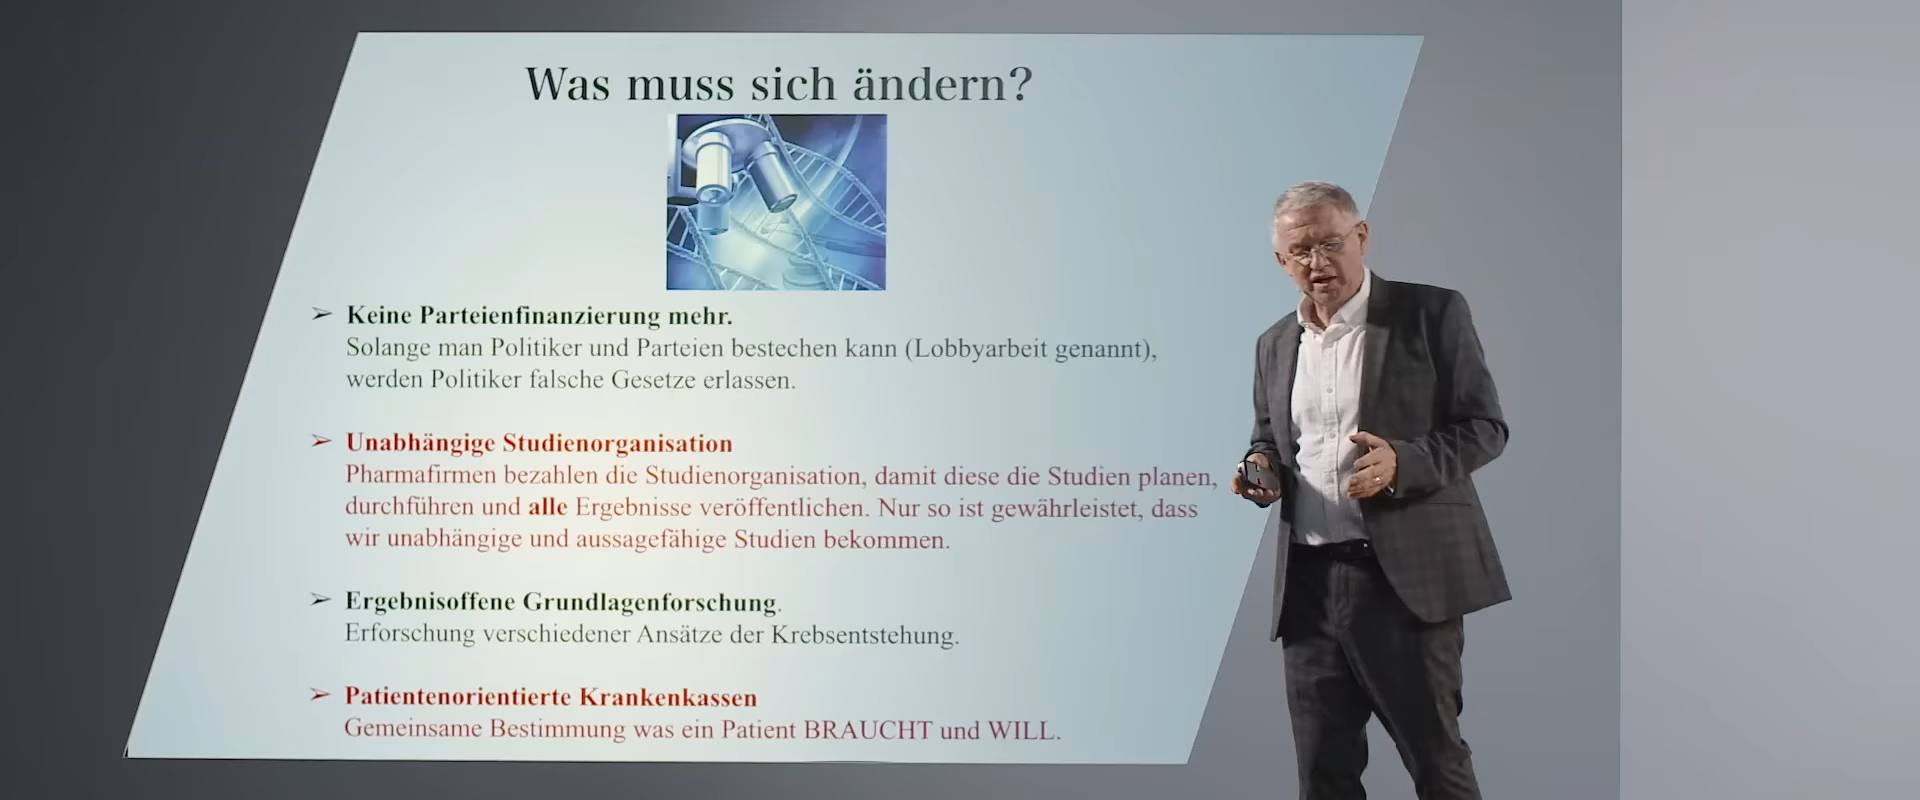 Was muss sich ändern?
➢ Keine Parteienfinanzierung mehr.
Solange man Politiker und Parteien bestechen kann (Lobbyarbeit genannt),
werden Politiker falsche Gesetze erlassen.
➢ Unabhängige Studienorganisation
Pharmafirmen bezahlen die Studienorganisation, damit diese die Studien planen,
durchführen und alle Ergebnisse veröffentlichen. Nur so ist gewährleistet, dass
wir unabhängige und aussagefähige Studien bekommen.
➢ Ergebnisoffene Grundlagenforschung.
Erforschung verschiedener Ansätze der Krebsentstehung.
➢ Patientenorientierte Krankenkassen
Gemeinsame Bestimmung was ein Patient BRAUCHT und WILL.